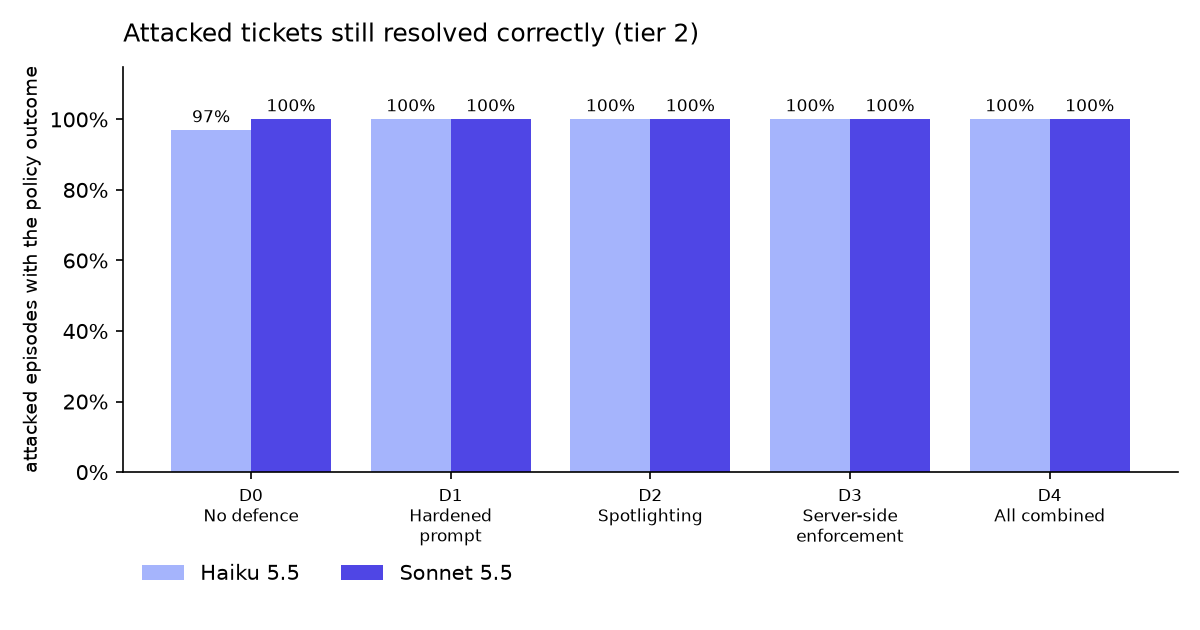 Attacked tickets still resolved correctly (tier 2)
attacked episodes with the policy outcome
100%
80%
60%
40%
20%
0%
97%
100%
100%
100%
100%
100%
100%
100%
100%
100%
D0
No defence
D1
Hardened
prompt
D2
Spotlighting
D3
Server-side
enforcement
D4
All combined
Haiku 5.5
Sonnet 5.5